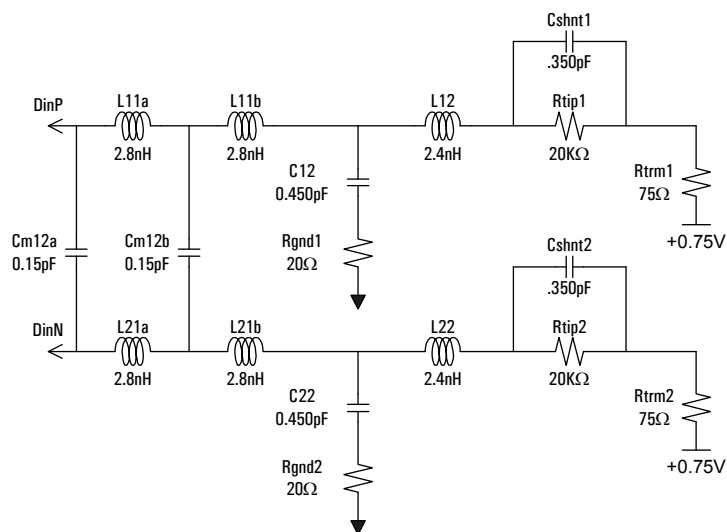 Cshnt1
.350pF
DinP
L11a
2.8nH
L11b
2.8nH
L12
2.4nH
Rtip1
20KΩ
C12
0.450pF
Rtrm1
75Ω
+0.75V
Rgnd1
20Ω
Cm12a
0.15pF
Cm12b
0.15pF
Cshnt2
.350pF
DinN
L21a
2.8nH
L21b
2.8nH
L22
2.4nH
Rtip2
20KΩ
C22
0.450pF
Rtrm2
75Ω
+0.75V
Rgnd2
20Ω